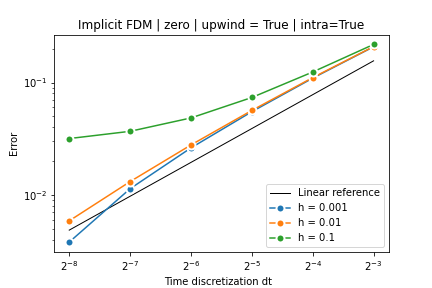 Implicit FDM | zero | upwind = True | intra=True
Error
10⁻¹
10⁻²
Linear reference
h = 0.001
h = 0.01
h = 0.1
2⁻⁸ 2⁻⁷ 2⁻⁶ 2⁻⁵ 2⁻⁴ 2⁻³
Time discretization dt